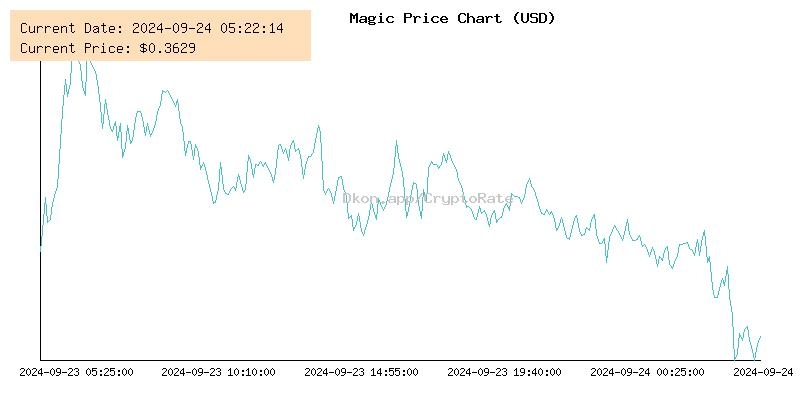 Magic Price Chart (USD)
Current Date: 2024-09-24 05:22:14
Current Price: $0.3629
Dkon.app/CryptoRate
2024-09-23 05:25:00
2024-09-23 10:10:00
2024-09-23 14:55:00
2024-09-23 19:40:00
2024-09-24 00:25:00
2024-09-24